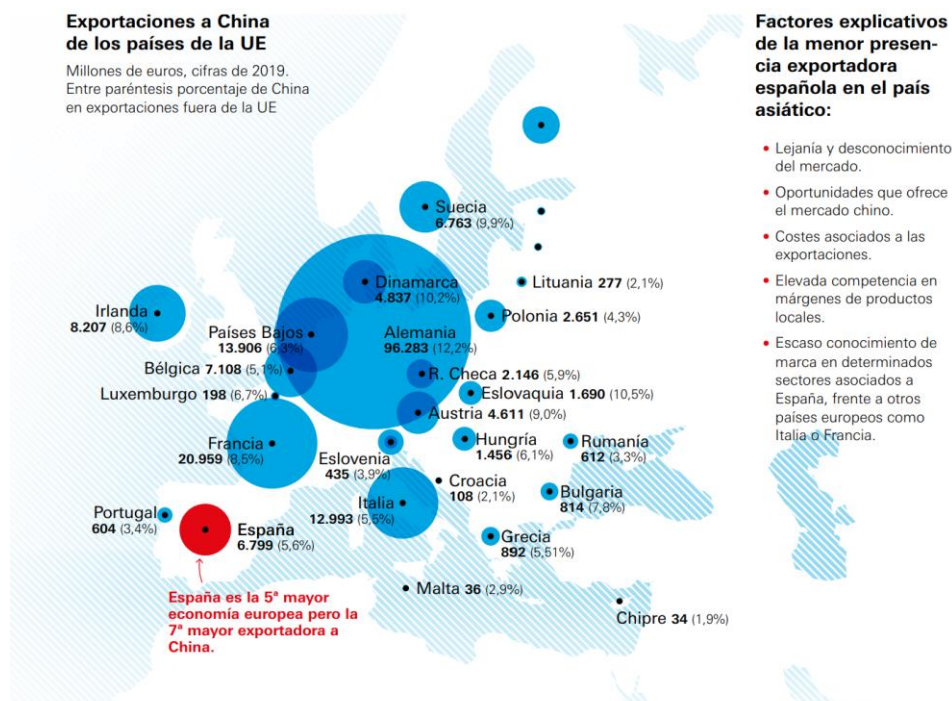 Exportaciones a China
de los países de la UE
Millones de euros, cifras de 2019.
Entre paréntesis porcentaje de China
en exportaciones fuera de la UE
Suecia
6.763 (9,9%)
Dinamarca
4.837 (10,2%)
Lituania 277 (2,1%)
Irlanda
8.207 (8,6%)
Países Bajos
13.906 (6,3%)
Alemania
96.283 (12,2%)
Polonia 2.651 (4,3%)
Bélgica 7.108 (5,1%)
R. Checa 2.146 (5,9%)
Luxemburgo 198 (6,7%)
Eslovaquia 1.690 (10,5%)
Austria 4.611 (9,0%)
Francia
20.959 (8,5%)
Eslovenia
435 (3,9%)
Hungría
1.456 (6,1%)
Rumanía
612 (3,3%)
Croacia
108 (2,1%)
Italia
12.993 (5,5%)
Bulgaria
814 (7,8%)
Portugal
604 (3,4%)
España
6.799 (5,6%)
Grecia
892 (5,51%)
Malta 36 (2,9%)
Chipre 34 (1,9%)
España es la 5ª mayor
economía europea pero la
7ª mayor exportadora a
China.
Factores explicativos
de la menor presen-
cia exportadora
española en el país
asiático:
• Lejanía y desconocimiento
del mercado.
• Oportunidades que ofrece
el mercado chino.
• Costes asociados a las
exportaciones.
• Elevada competencia en
márgenes de productos
locales.
• Escaso conocimiento de
marca en determinados
sectores asociados a
España, frente a otros
países europeos como
Italia o Francia.